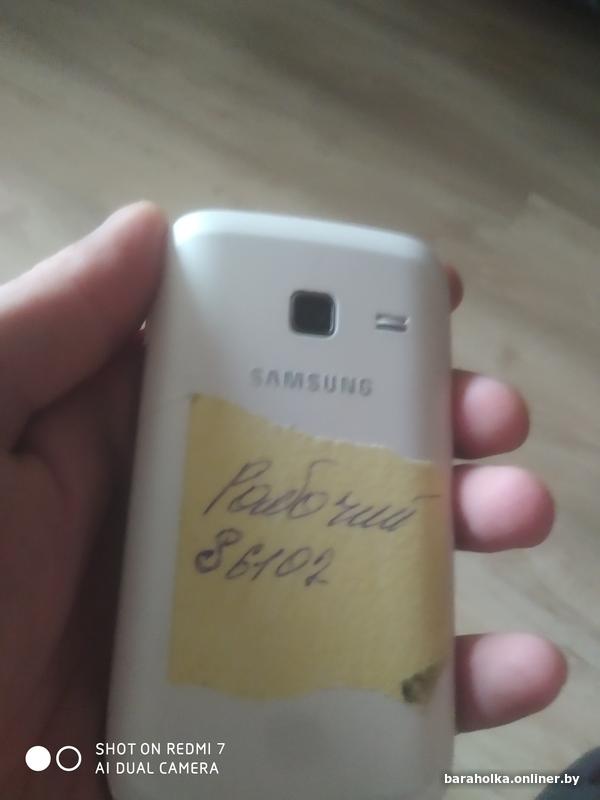 SAMSUNG
Рабочий
S6102
SHOT ON REDMI 7
AI DUAL CAMERA
baraholka.onliner.by